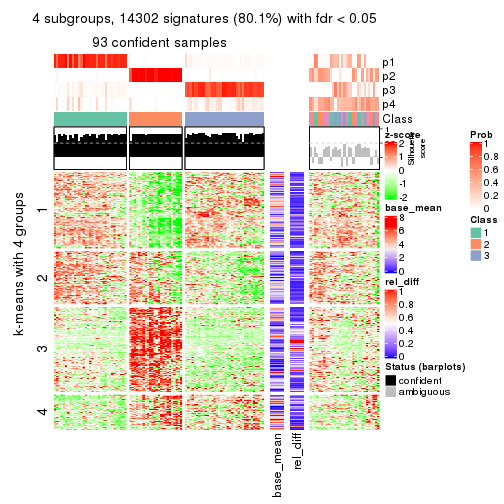 4 subgroups, 14302 signatures (80.1%) with fdr < 0.05
93 confident samples
p1
p2
p3
p4
Class
1
Silhouette
score
z-score
2
1
0
-1
-2
base_mean
8
6
4
2
0
rel_diff
1
0.8
0.6
0.4
0.2
0
Status (barplots)
confident
ambiguous
Prob
1
0.8
0.6
0.4
0.2
0
Class
1
2
3
k-means with 4 groups
1
2
3
4
base_mean
rel_diff